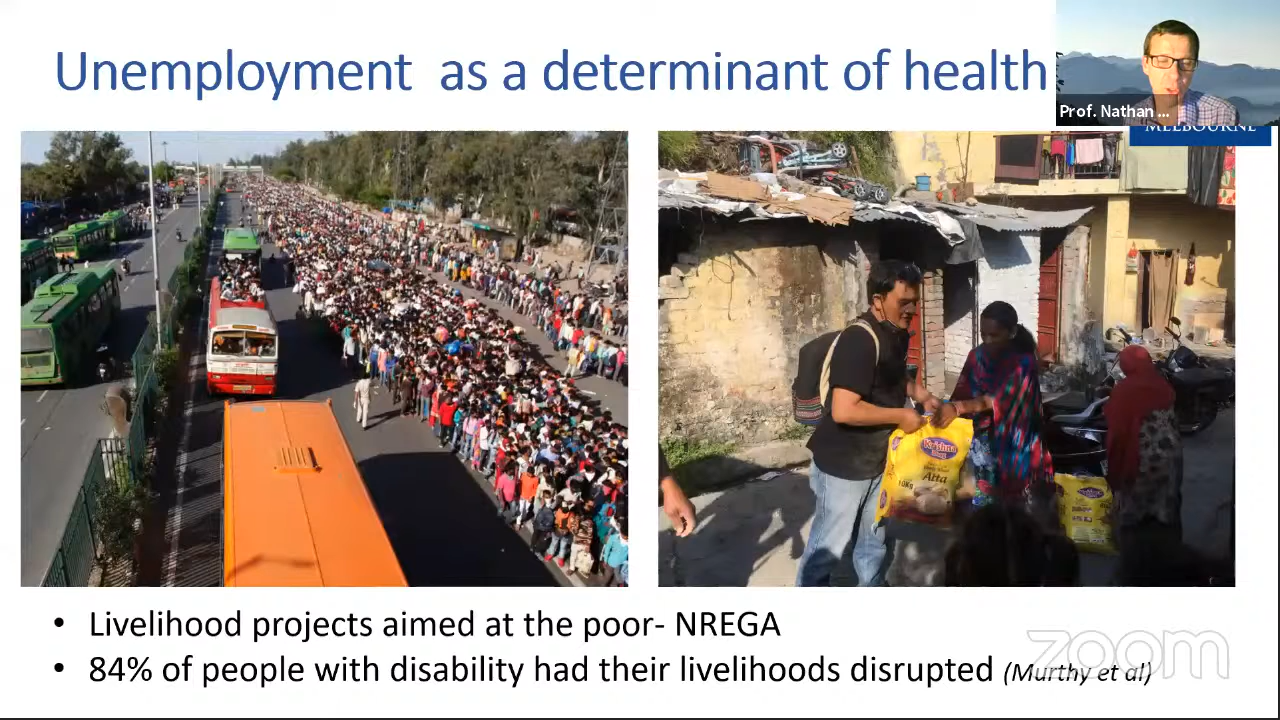 Unemployment as a determinant of health
Prof. Nathan ...
MELBOURNE
Krishna
Atta
10Kg
• Livelihood projects aimed at the poor- NREGA
• 84% of people with disability had their livelihoods disrupted (Murthy et al)
zoom